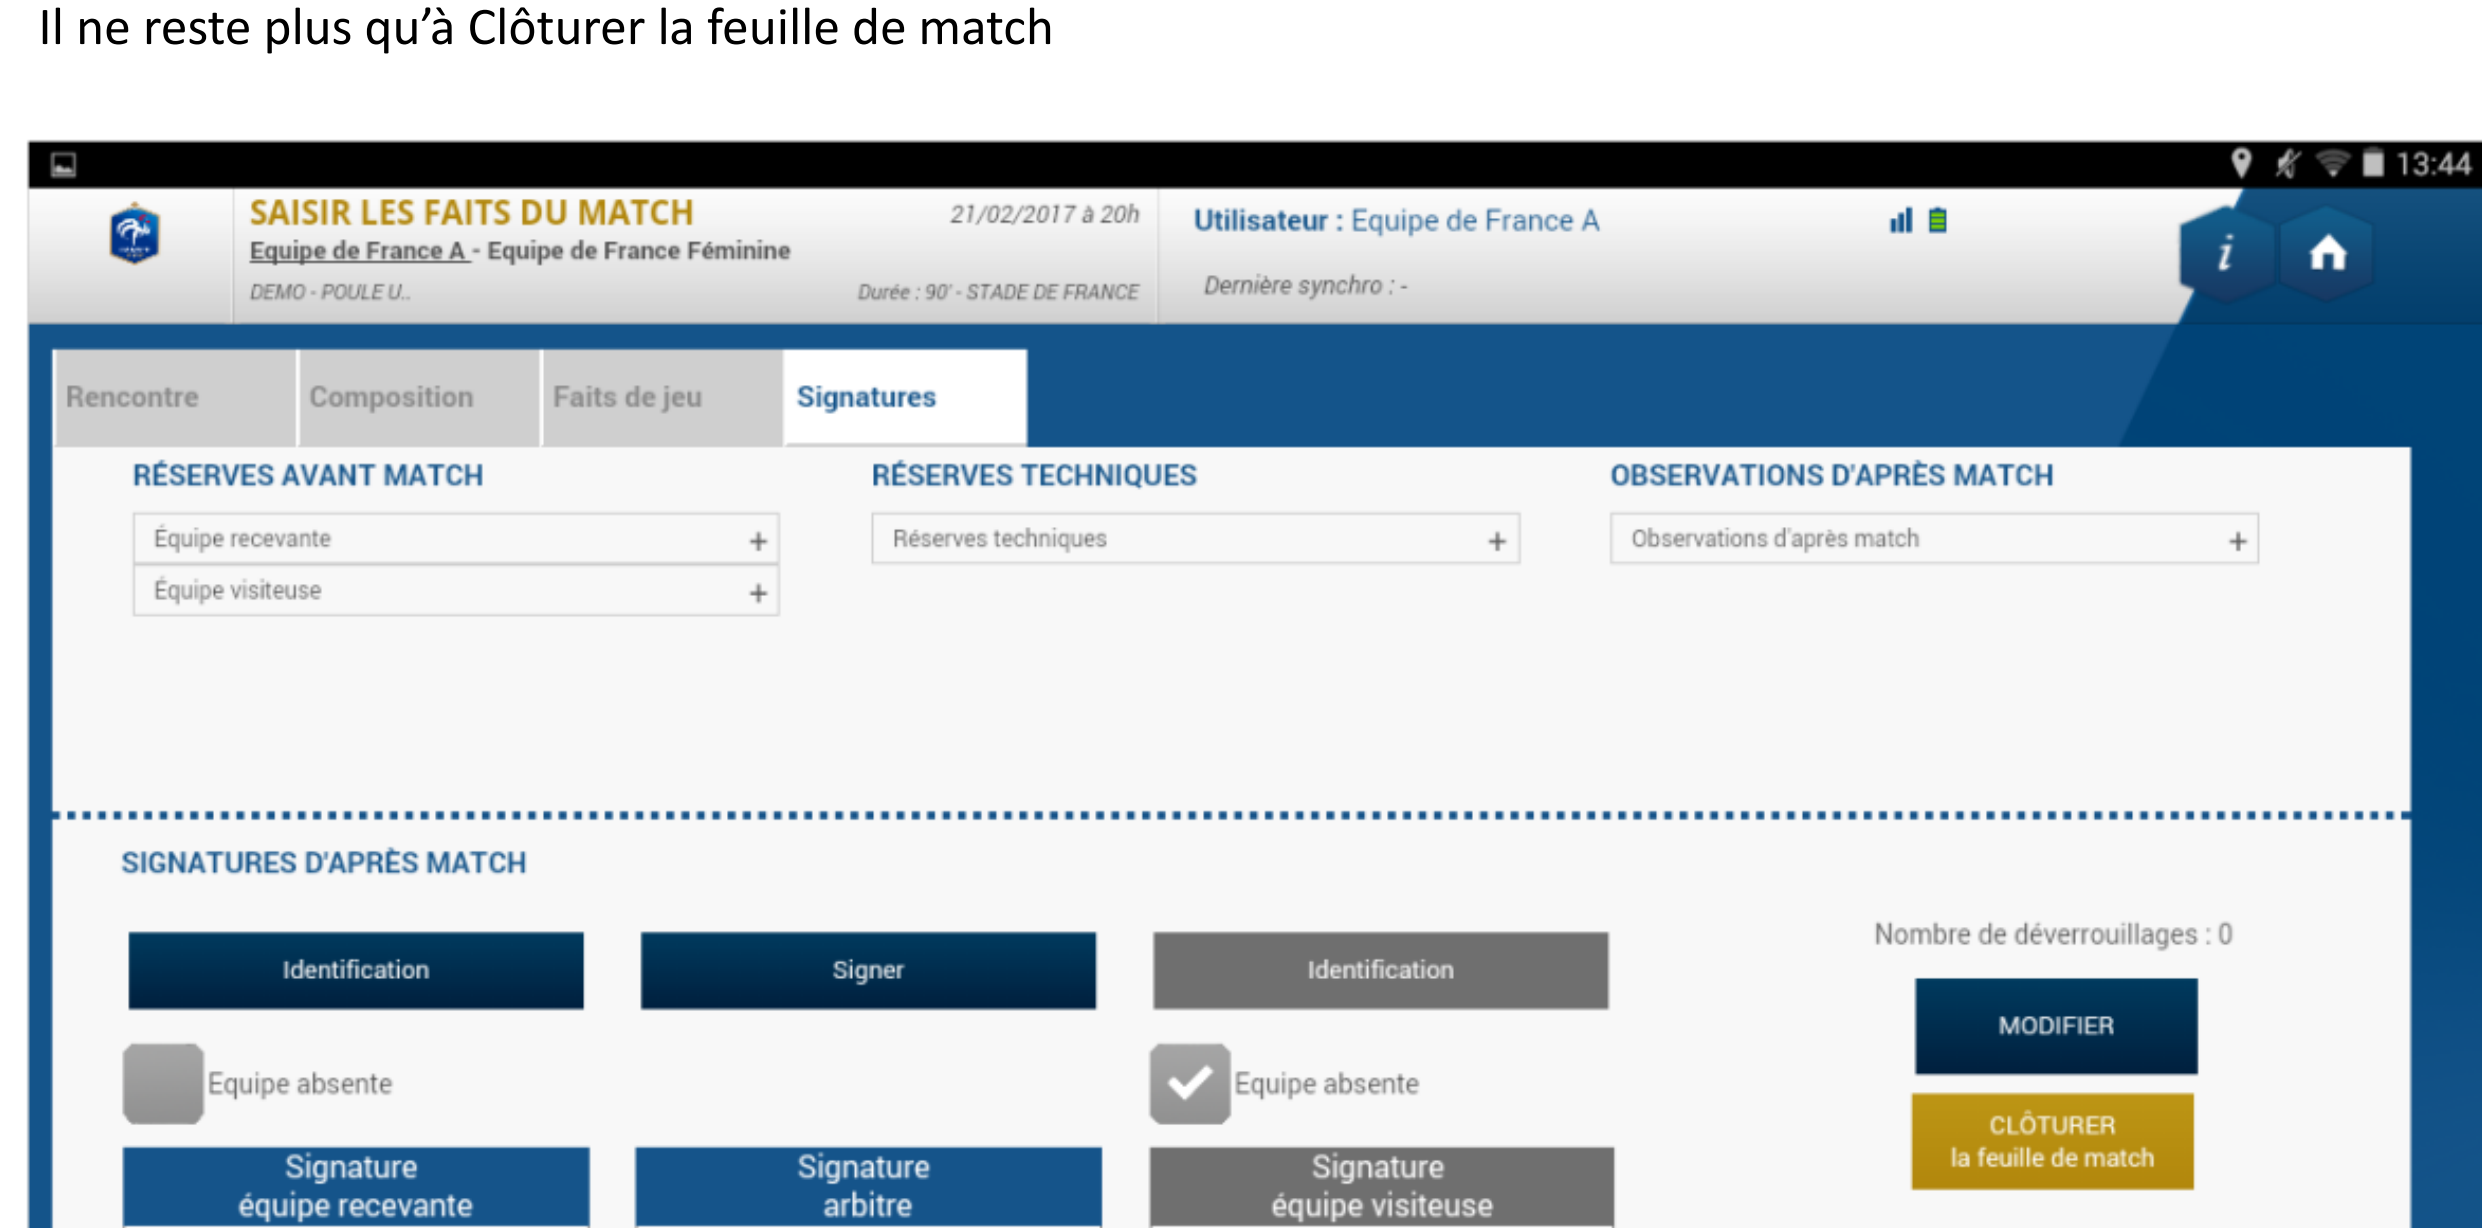 Il ne reste plus qu’à Clôturer la feuille de match
13:44
SAISIR LES FAITS DU MATCH
21/02/2017 à 20h
Equipe de France A - Equipe de France Féminine
DEMO - POULE U..
Durée : 90' - STADE DE FRANCE
Utilisateur : Equipe de France A
Dernière synchro : -
i
Rencontre
Composition
Faits de jeu
Signatures
RÉSERVES AVANT MATCH
Équipe recevante +
Équipe visiteuse +
RÉSERVES TECHNIQUES
Réserves techniques +
OBSERVATIONS D'APRÈS MATCH
Observations d'après match +
SIGNATURES D'APRÈS MATCH
Identification
Signer
Identification
Nombre de déverrouillages : 0
MODIFIER
Equipe absente
Equipe absente
CLÔTURER
la feuille de match
Signature
équipe recevante
Signature
arbitre
Signature
équipe visiteuse